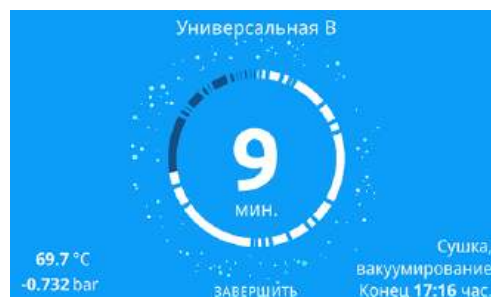 Универсальная B
9
мин.
69.7 °C
-0.732 bar
ЗАВЕРШИТЬ
Сушка,
вакуумирование
Конец 17:16 час.